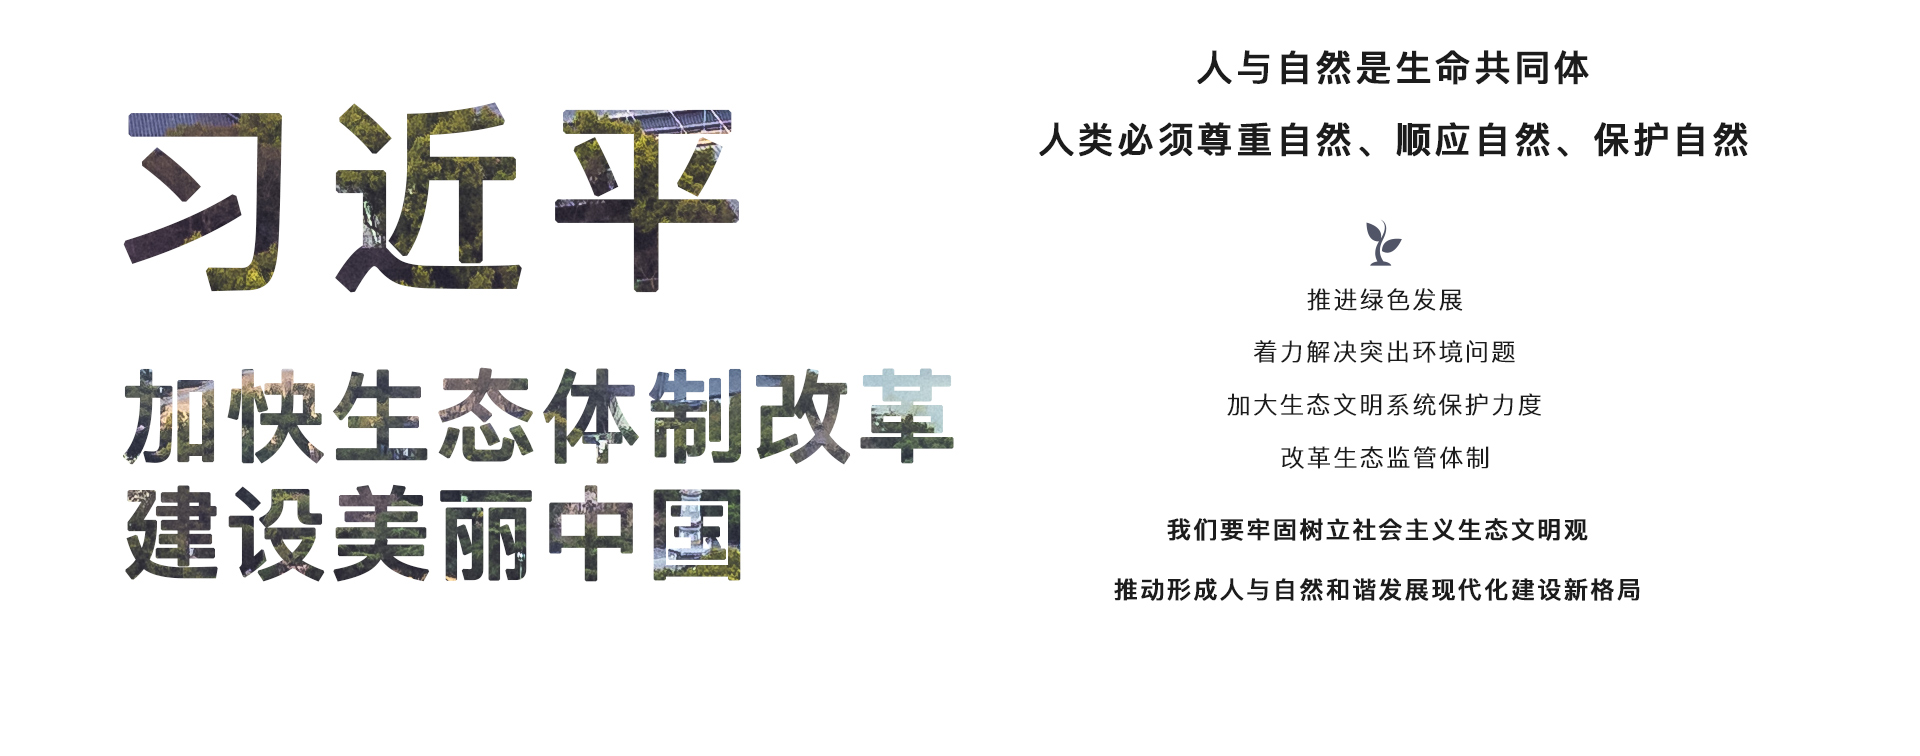 习近平
加快生态体制改革
建设美丽中国
人与自然是生命共同体
人类必须尊重自然、顺应自然、保护自然
推进绿色发展
着力解决突出环境问题
加大生态文明系统保护力度
改革生态监管体制
我们要牢固树立社会主义生态文明观
推动形成人与自然和谐发展现代化建设新格局